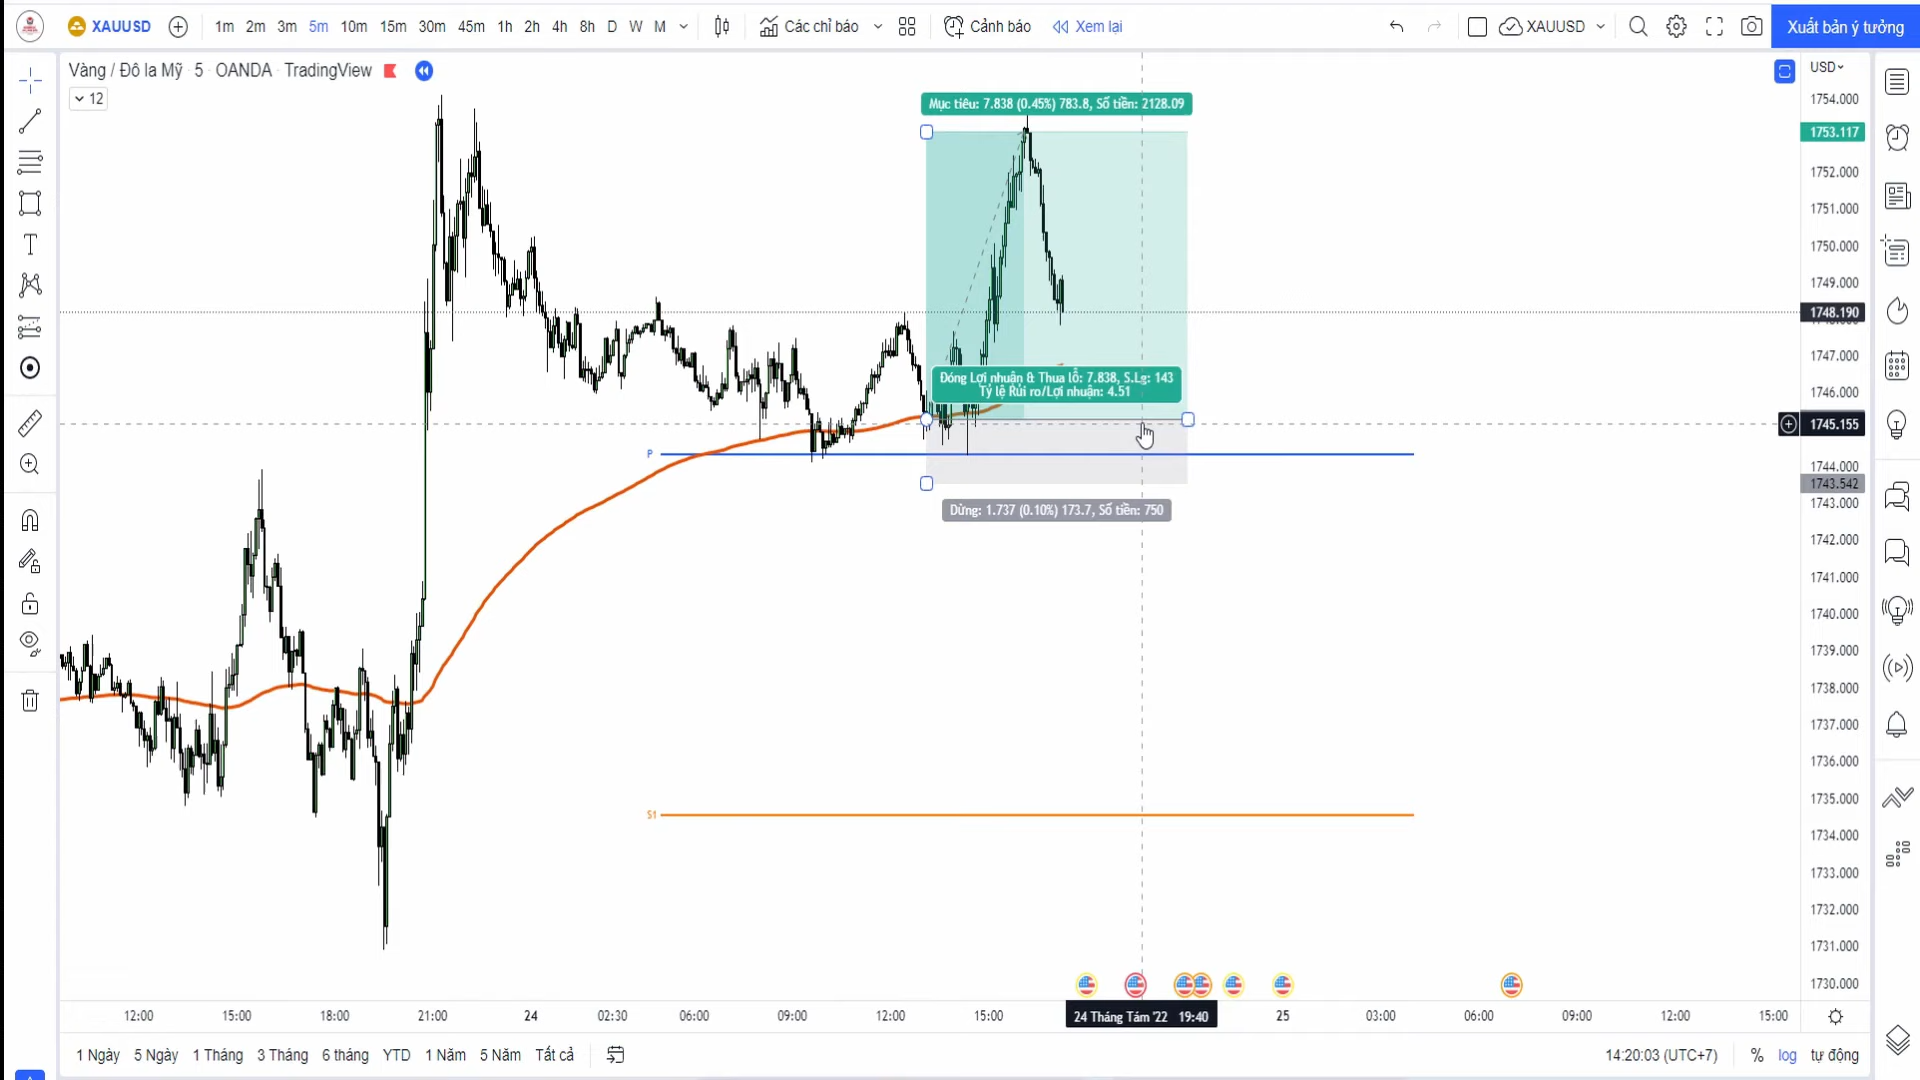 XAUUSD
1m 2m 3m 5m 10m 15m 30m 45m 1h 2h 4h 8h D W M
Các chỉ báo
Cảnh báo
Xem lại
XAUUSD
Xuất bản ý tưởng
Vàng / Đô la Mỹ · 5 · OANDA · TradingView
12
USD
Mục tiêu: 7.838 (0.45%) 783.8, Số tiền: 2128.09
1754.000
1753.117
1752.000
1751.000
1750.000
1749.000
1748.190
1747.000
Đóng Lợi nhuận & Thua lỗ: 7.838, S.Lg: 143
Tỷ lệ Rủi ro/Lợi nhuận: 4.51
1746.000
1745.155
P
1744.000
1743.542
1743.000
Dừng: 1.737 (0.10%) 173.7, Số tiền: 750
1742.000
1741.000
1740.000
1739.000
1738.000
1737.000
1736.000
1735.000
S1
1734.000
1733.000
1732.000
1731.000
1730.000
12:00 15:00 18:00 21:00 24 02:30 06:00 09:00 12:00 15:00 24 Tháng Tám '22 19:40 25 03:00 06:00 09:00 12:00 15:00
1 Ngày 5 Ngày 1 Tháng 3 Tháng 6 tháng YTD 1 Năm 5 Năm Tất cả
14:20:03 (UTC+7) % log tự động